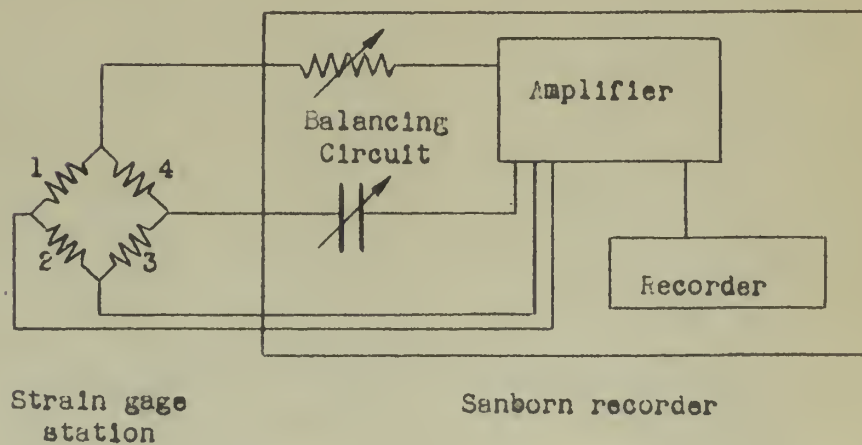 Amplifier
Balancing
Circuit
1
4
2
3
Recorder
Strain gage
station
Sanborn recorder